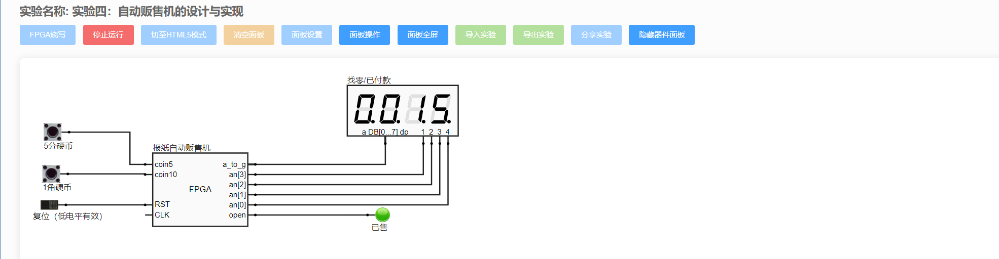 实验名称: 实验四：自动贩售机的设计与实现
FPGA烧写 停止运行 切至HTML5模式 清空面板 面板设置 面板操作 面板全屏 导入实验 导出实验 分享实验 隐藏器件面板
找零/已付款
0.0.1.5.
a DB[0...7] dp 1 2 3 4
5分硬币
报纸自动贩售机
coin5 a_to_g
coin10 an[3]
an[2]
1角硬币
FPGA
an[1]
RST an[0]
复位（低电平有效）
CLK open
已售